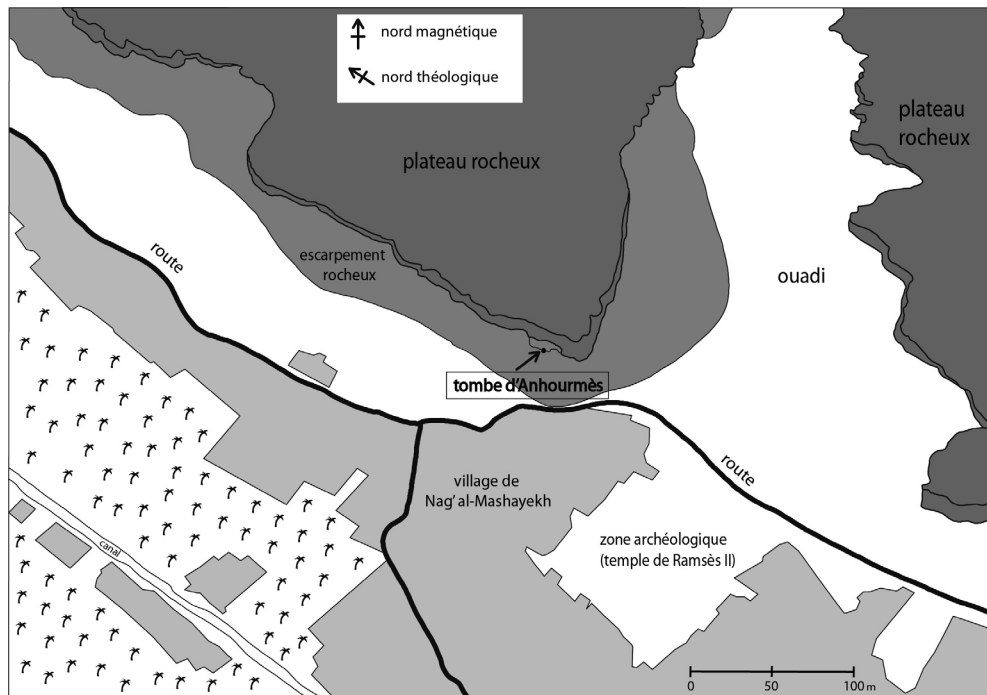 nord magnétique
nord théologique
plateau rocheux
plateau
rocheux
route
escarpement
rocheux
ouadi
tombe d'Anhourmès
village de
Nag' al-Mashayekh
route
zone archéologique
(temple de Ramsès II)
canal
0 50 100 m